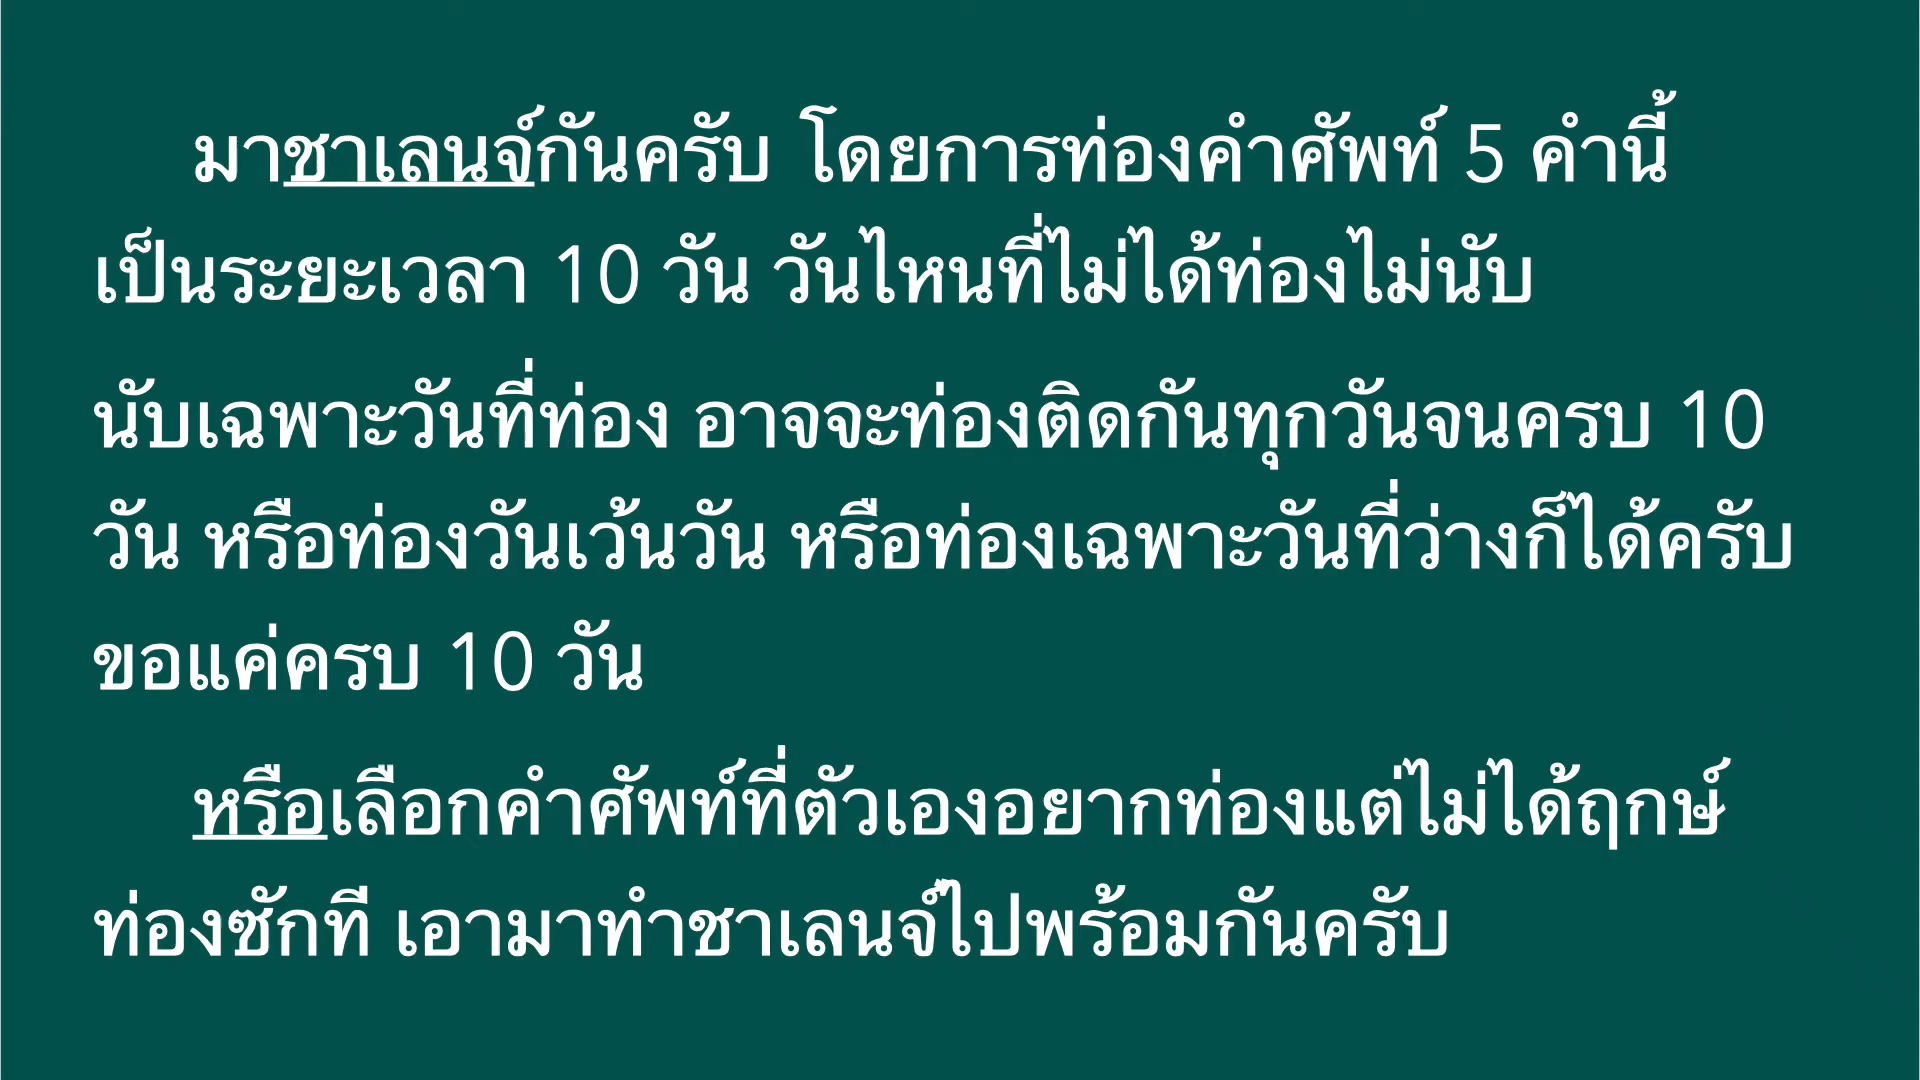 มาชาเลนจ์กันครับ โดยการท่องคำศัพท์ 5 คำนี้
เป็นระยะเวลา 10 วัน วันไหนที่ไม่ได้ท่องไม่นับ
นับเฉพาะวันที่ท่อง อาจจะท่องติดกันทุกวันจนครบ 10
วัน หรือท่องวันเว้นวัน หรือท่องเฉพาะวันที่ว่างก็ได้ครับ
ขอแค่ครบ 10 วัน
หรือเลือกคำศัพท์ที่ตัวเองอยากท่องแต่ไม่ได้ฤกษ์
ท่องซักที เอามาทำชาเลนจ์ไปพร้อมกันครับ